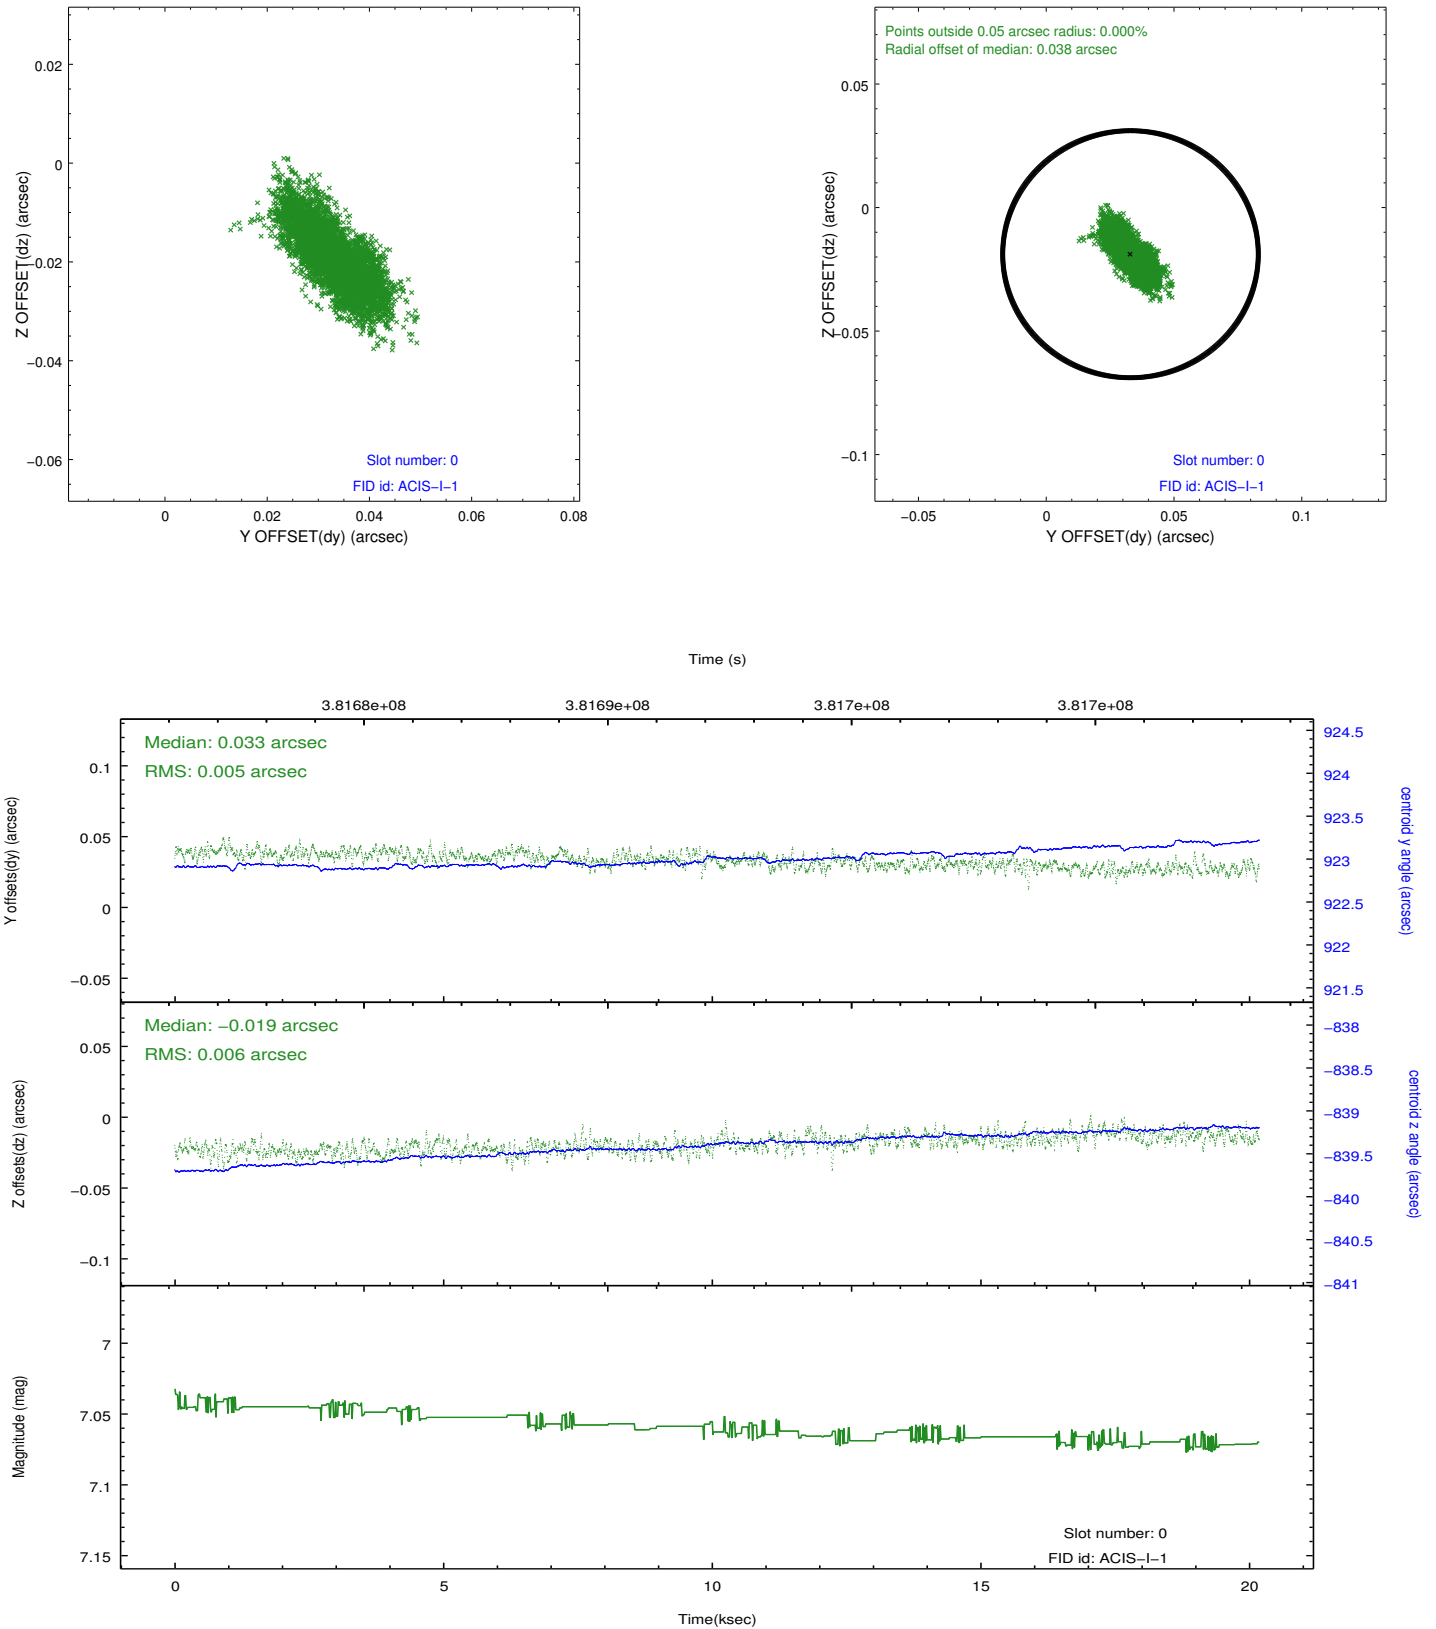 0.02
0
−0.02
−0.04
−0.06
Z OFFSET(dz) (arcsec)
Slot number: 0
FID id: ACIS−I−1
0
0.02
0.04
0.06
0.08
Y OFFSET(dy) (arcsec)
Points outside 0.05 arcsec radius: 0.000%
Radial offset of median: 0.038 arcsec
0.05
0
−0.05
−0.1
Z OFFSET(dz) (arcsec)
Slot number: 0
FID id: ACIS−I−1
−0.05
0
0.05
0.1
Y OFFSET(dy) (arcsec)
Time (s)
3.8168e+08
3.8169e+08
3.817e+08
3.817e+08
Median: 0.033 arcsec
RMS: 0.005 arcsec
0.1
0.05
0
−0.05
Y offsets(dy) (arcsec)
924.5
924
923.5
923
922.5
922
921.5
centroid y angle (arcsec)
Median: −0.019 arcsec
RMS: 0.006 arcsec
0.05
0
−0.05
−0.1
Z offsets(dz) (arcsec)
−838
−838.5
−839
−839.5
−840
−840.5
−841
centroid z angle (arcsec)
7
7.05
7.1
7.15
Magnitude (mag)
Slot number: 0
FID id: ACIS−I−1
0
5
10
15
20
Time(ksec)